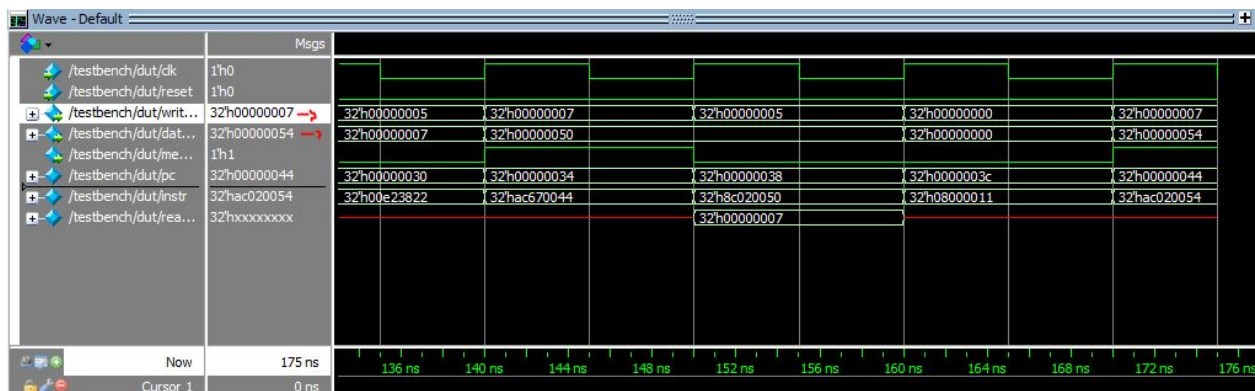 Wave - Default
Msgs
/testbench/dut/clk 1'h0
/testbench/dut/reset 1'h0
/testbench/dut/writ... 32'h00000007 32'h00000005 32'h00000007 32'h00000005 32'h00000000 32'h00000007
/testbench/dut/dat... 32'h00000054 32'h00000007 32'h00000050 32'h00000000 32'h00000054
/testbench/dut/me... 1'h1
/testbench/dut/pc 32'h00000044 32'h00000030 32'h00000034 32'h00000038 32'h0000003c 32'h00000044
/testbench/dut/instr 32'hac020054 32'h00e23822 32'hac670044 32'h8c020050 32'h08000011 32'hac020054
/testbench/dut/rea... 32'hxxxxxxxx 32'h00000007
Now 175 ns 136 ns 140 ns 144 ns 148 ns 152 ns 156 ns 160 ns 164 ns 168 ns 172 ns 176 ns
Cursor 1 0 ns